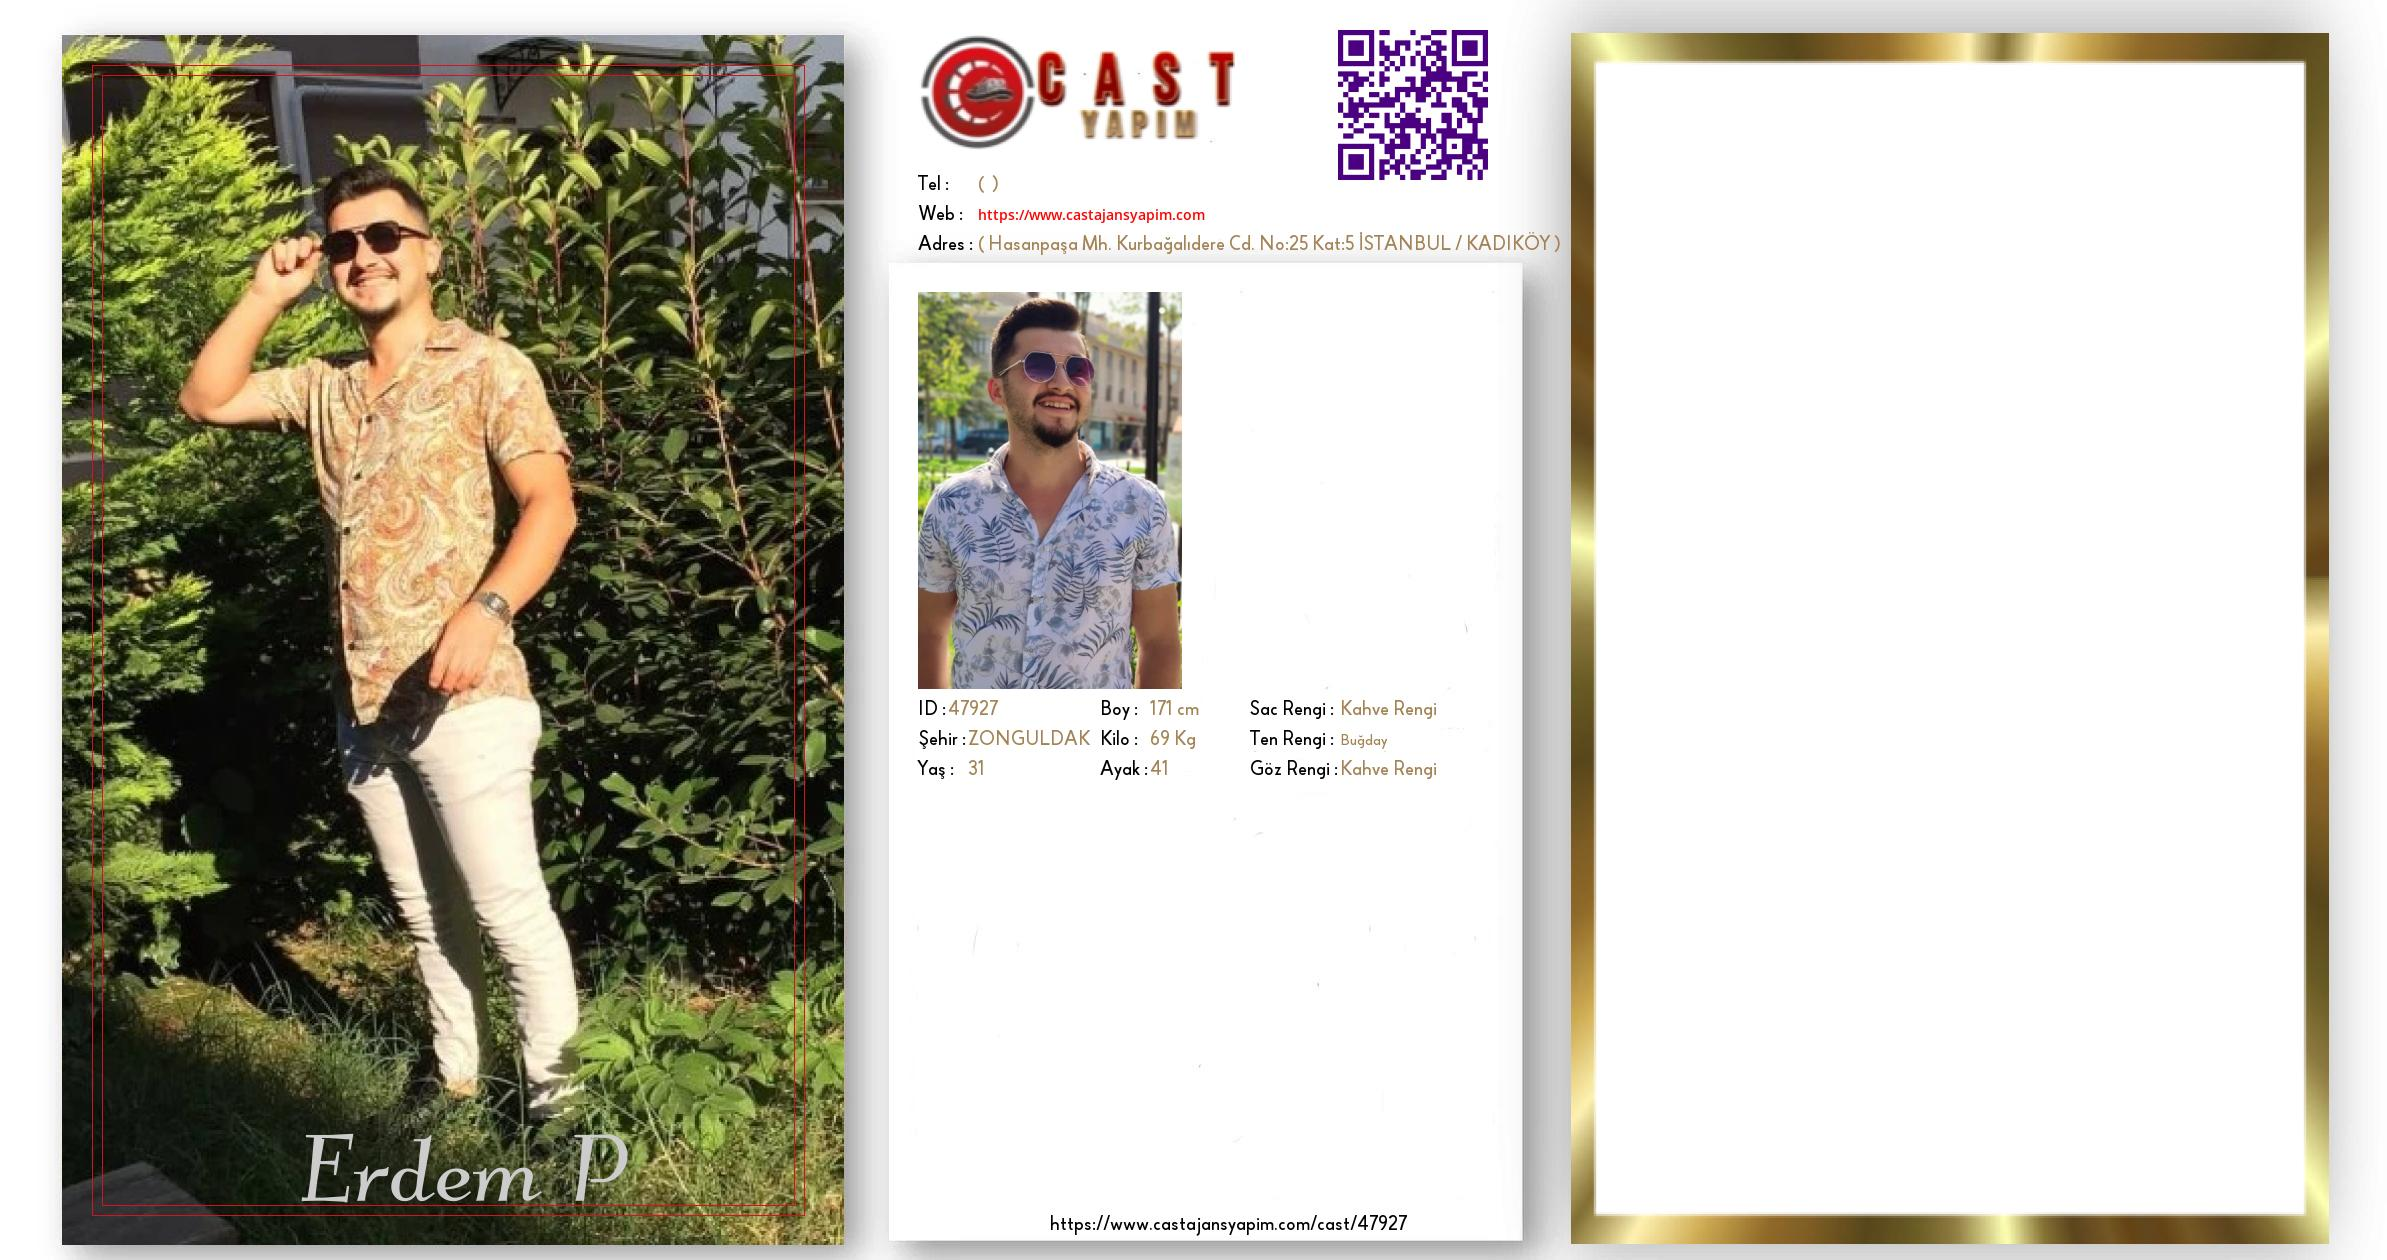 Erdem P
CAST
YAPIM
Tel : ( )
Web : https://www.castajansyapim.com
Adres : ( Hasanpaşa Mh. Kurbağalıdere Cd. No:25 Kat:5 İSTANBUL / KADIKÖY )
ID : 47927 Boy : 171 cm Sac Rengi : Kahve Rengi
Şehir : ZONGULDAK Kilo : 69 Kg Ten Rengi : Buğday
Yaş : 31 Ayak : 41 Göz Rengi : Kahve Rengi
https://www.castajansyapim.com/cast/47927